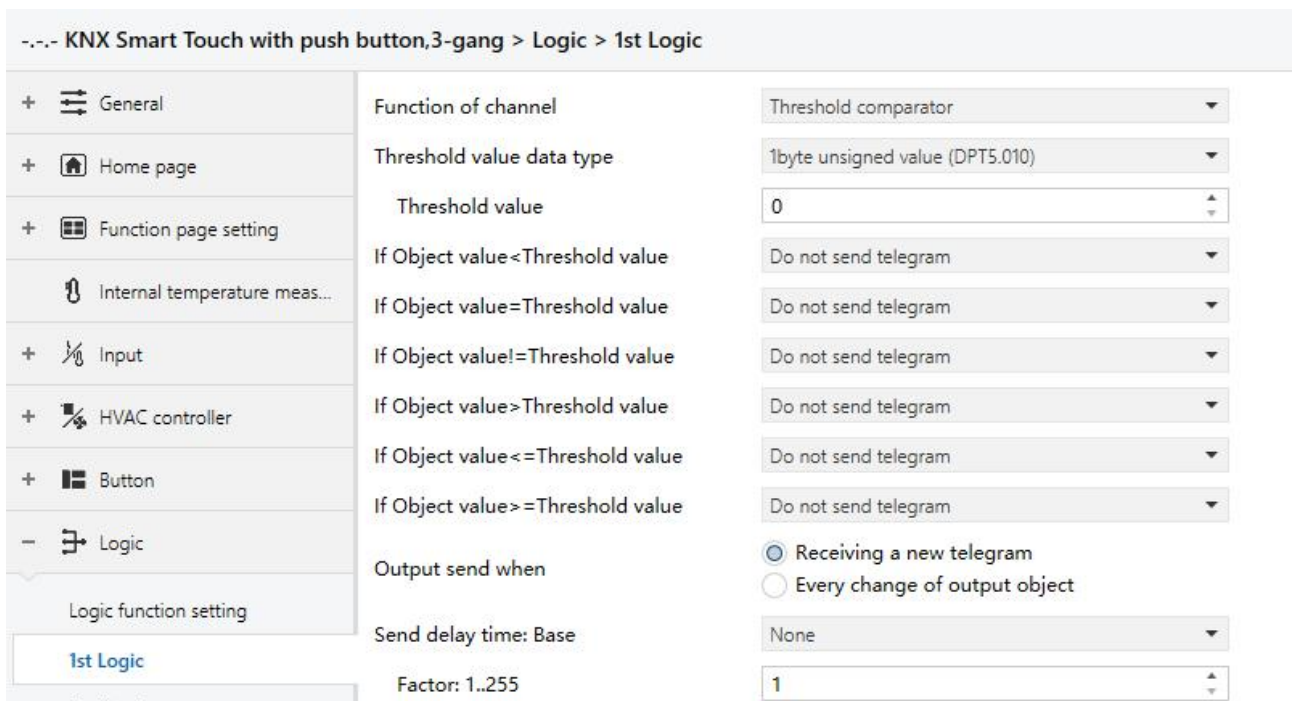 -.-.- KNX Smart Touch with push button,3-gang > Logic > 1st Logic
+ General
+ Home page
+ Function page setting
Internal temperature meas...
+ Input
+ HVAC controller
+ Button
- Logic
Logic function setting
1st Logic
Function of channel Threshold comparator
Threshold value data type 1byte unsigned value (DPT5.010)
Threshold value 0
If Object value<Threshold value Do not send telegram
If Object value=Threshold value Do not send telegram
If Object value!=Threshold value Do not send telegram
If Object value>Threshold value Do not send telegram
If Object value<=Threshold value Do not send telegram
If Object value>=Threshold value Do not send telegram
Output send when Receiving a new telegram
Every change of output object
Send delay time: Base None
Factor: 1..255 1